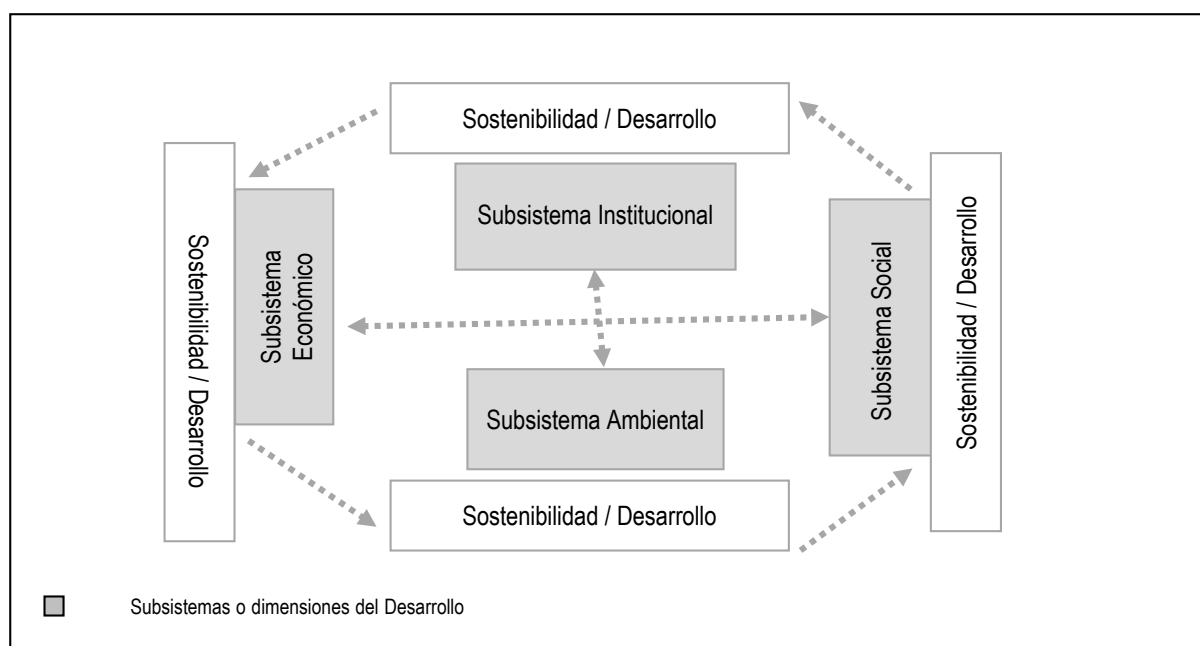 Sostenibilidad / Desarrollo
Subsistema Institucional
Sostenibilidad / Desarrollo
Subsistema
Económico
Subsistema Social
Sostenibilidad / Desarrollo
Subsistema Ambiental
Sostenibilidad / Desarrollo
Subsistemas o dimensiones del Desarrollo